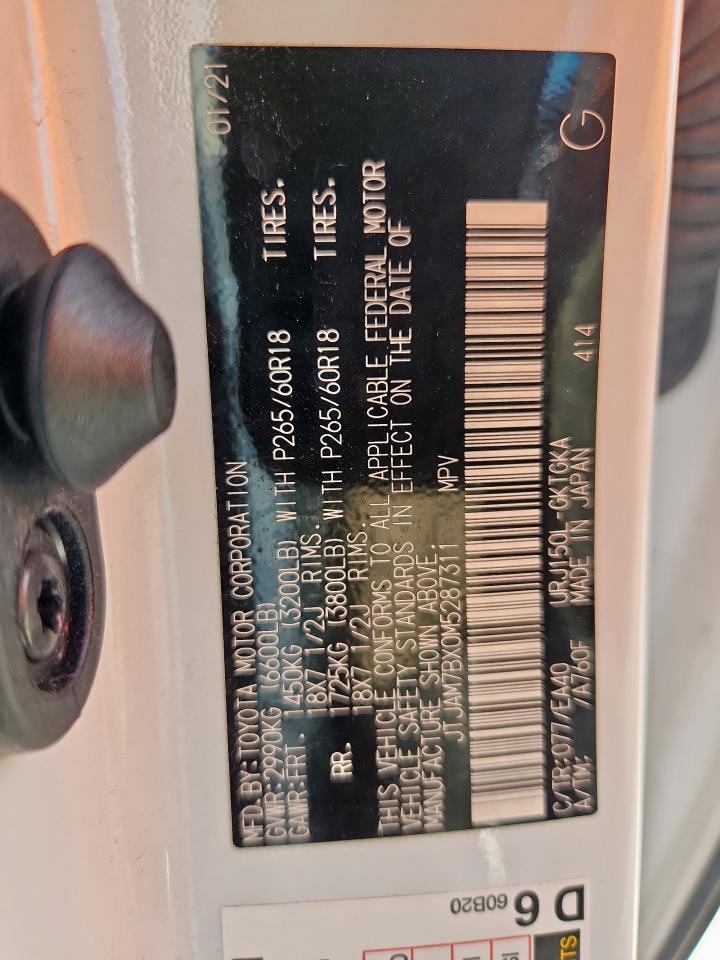 MFD.BY:TOYOTA MOTOR CORPORATION 01/21
GVWR:2990KG (6600LB)
GAWR:FRT. 1450KG (3200LB) WITH P265/60R18 TIRES.
18X7 1/2J RIMS.
RR. 1725KG (3800LB) WITH P265/60R18 TIRES.
18X7 1/2J RIMS.
THIS VEHICLE CONFORMS TO ALL APPLICABLE FEDERAL MOTOR
VEHICLE SAFETY STANDARDS IN EFFECT ON THE DATE OF
MANUFACTURE SHOWN ABOVE.
JTJAM7BX0M5287311 MPV
C/TR:077/EA40 URJ150L-GKTGKA 414 G
A/TM: /A760F MADE IN JAPAN
D 6
60B20